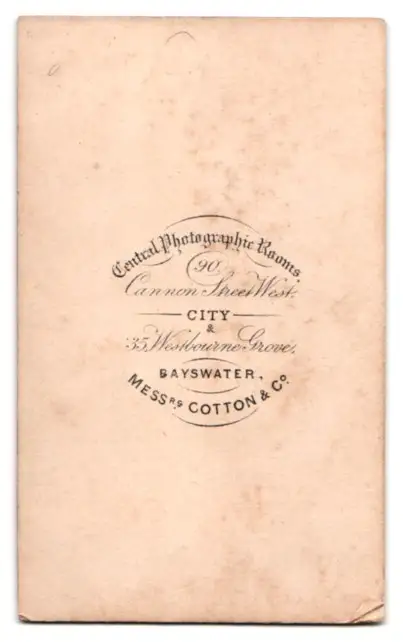 Central Photographic Rooms,
90,
Cannon Street West.
CITY
&
35, Westbourne Grove,
BAYSWATER,
MESSRS COTTON & Co.